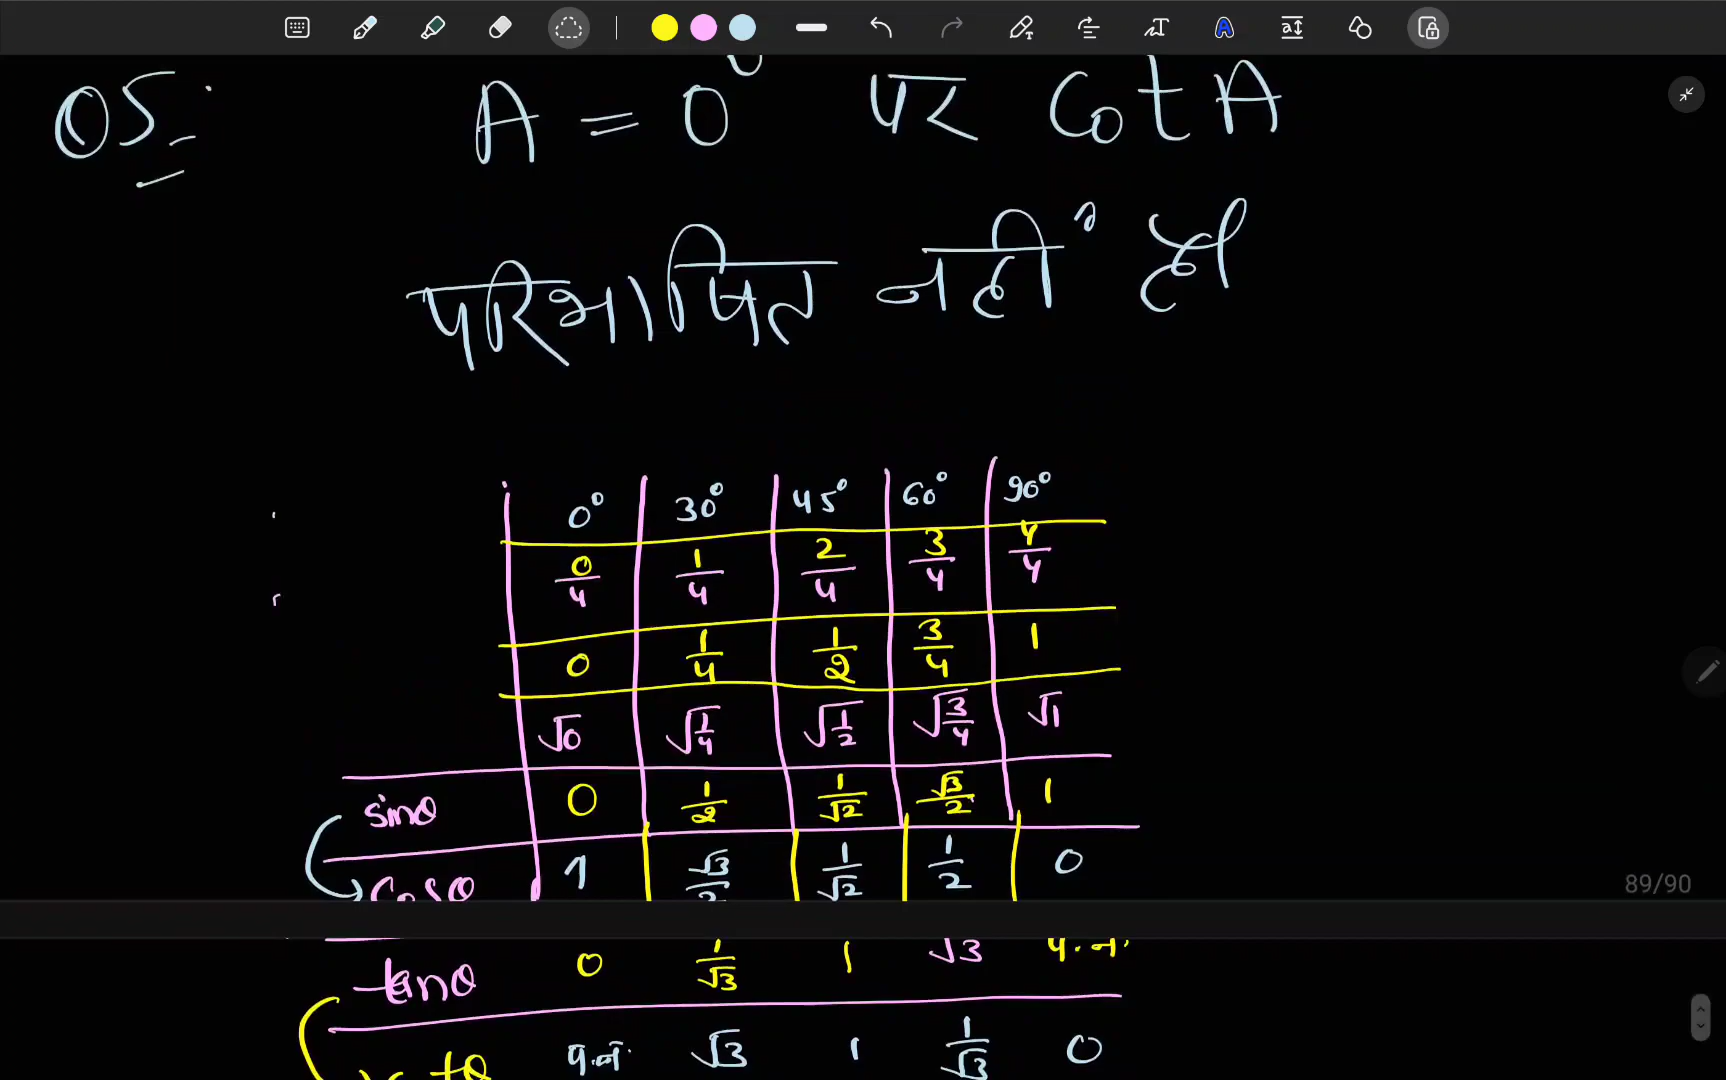 05:
A = 0° पर Cot A
परिभाषित नहीं है
0° 30° 45° 60° 90°
0/4 1/4 2/4 3/4 4/4
0 1/4 1/2 3/4 1
√0 √1/4 √1/2 √3/4 √1
sinθ 0 1/2 1/√2 √3/2 1
Cosθ 1 √3/2 1/√2 1/2 0
89/90
tanθ 0 1/√3 1 √3 प.न.
प.न. √3 1 1/√3 0